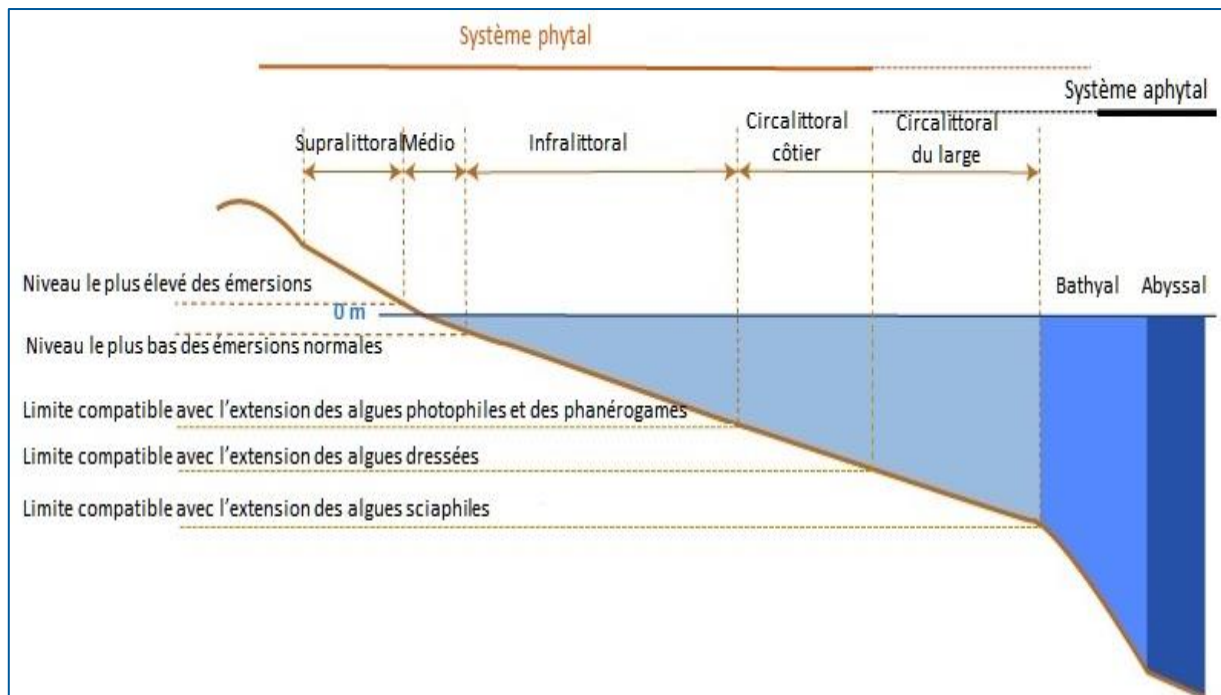 Système phytal
Système aphytal
Supralittoral
Médio
Infralittoral
Circalittoral
côtier
Circalittoral
du large
Niveau le plus élevé des émersions
0 m
Niveau le plus bas des émersions normales
Bathyal
Abyssal
Limite compatible avec l'extension des algues photophiles et des phanérogames
Limite compatible avec l'extension des algues dressées
Limite compatible avec l'extension des algues sciaphiles